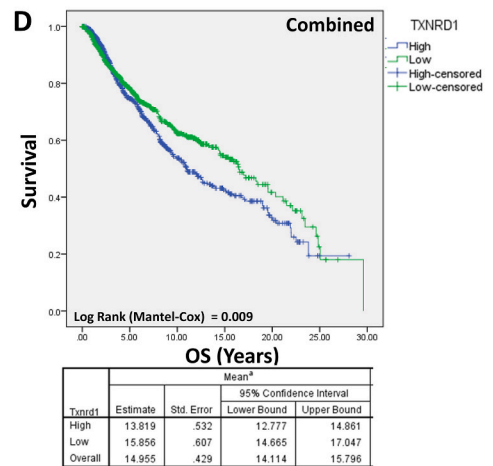 D
Combined
TXNRD1
High
Low
High-censored
Low-censored
1.0
0.8
0.6
0.4
0.2
0.0
Survival
Log Rank (Mantel-Cox) = 0.009
.00 5.00 10.00 15.00 20.00 25.00 30.00
OS (Years)
Meanª
95% Confidence Interval
Txnrd1 Estimate Std. Error Lower Bound Upper Bound
High 13.819 .532 12.777 14.861
Low 15.856 .607 14.665 17.047
Overall 14.955 .429 14.114 15.796